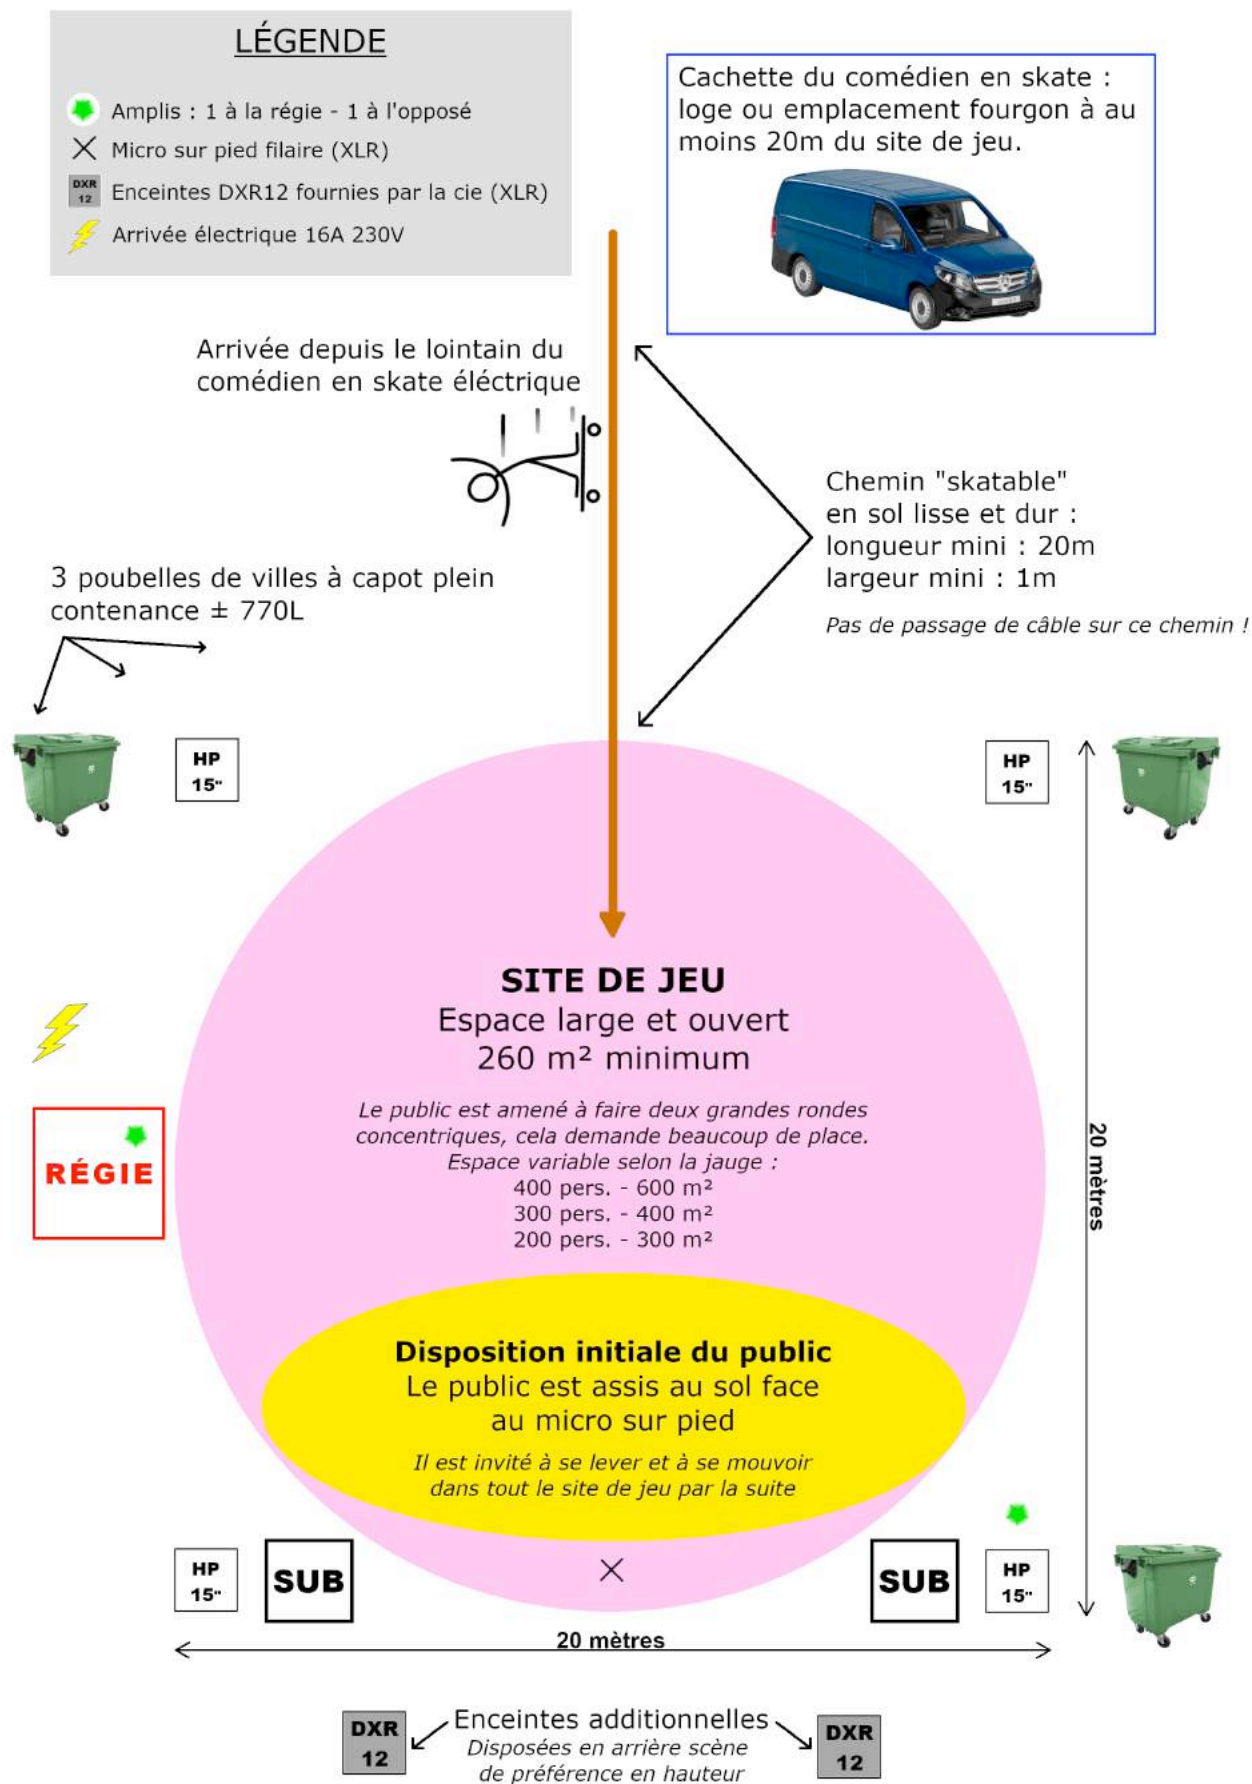 LÉGENDE
Amplis : 1 à la régie - 1 à l'opposé
Micro sur pied filaire (XLR)
DXR
12
Enceintes DXR12 fournies par la cie (XLR)
Arrivée électrique 16A 230V
Cachette du comédien en skate :
loge ou emplacement fourgon à au
moins 20m du site de jeu.
Arrivée depuis le lointain du
comédien en skate éléctrique
Chemin "skatable"
en sol lisse et dur :
longueur mini : 20m
largeur mini : 1m
Pas de passage de câble sur ce chemin !
3 poubelles de villes à capot plein
contenance ± 770L
HP
15"
HP
15"
SITE DE JEU
Espace large et ouvert
260 m² minimum
Le public est amené à faire deux grandes rondes
concentriques, cela demande beaucoup de place.
Espace variable selon la jauge :
400 pers. - 600 m²
300 pers. - 400 m²
200 pers. - 300 m²
RÉGIE
20 mètres
Disposition initiale du public
Le public est assis au sol face
au micro sur pied
Il est invité à se lever et à se mouvoir
dans tout le site de jeu par la suite
HP
15"
SUB
SUB
HP
15"
20 mètres
DXR
12
Enceintes additionnelles
Disposées en arrière scène
de préférence en hauteur
DXR
12